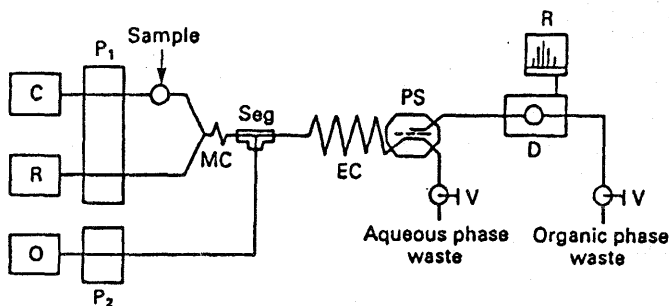 R
Sample
P₁
C
PS
Seg
MC
EC
D
R
V
V
O
Aqueous phase
waste
Organic phase
waste
P₂